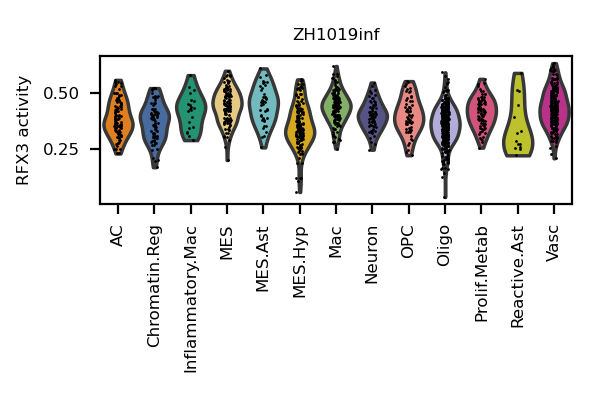 ZH1019inf
RFX3 activity
0.50
0.25
AC
Chromatin.Reg
Inflammatory.Mac
MES
MES.Ast
MES.Hyp
Mac
Neuron
OPC
Oligo
Prolif.Metab
Reactive.Ast
Vasc